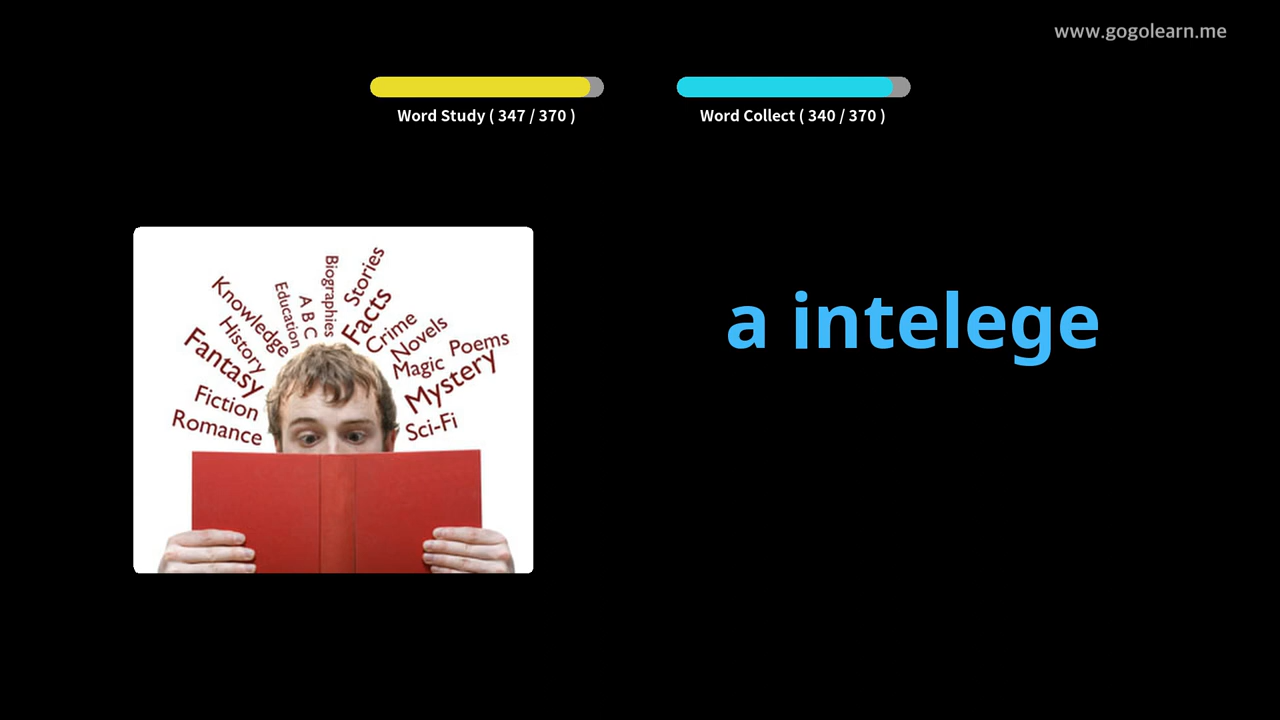 www.gogolearn.me
Word Study ( 347 / 370 )
Word Collect ( 340 / 370 )
a intelege
Knowledge
Education
A B C
Biographies
Stories
Facts
Crime
Novels
History
Fantasy
Magic
Poems
Mystery
Fiction
Romance
Sci-Fi